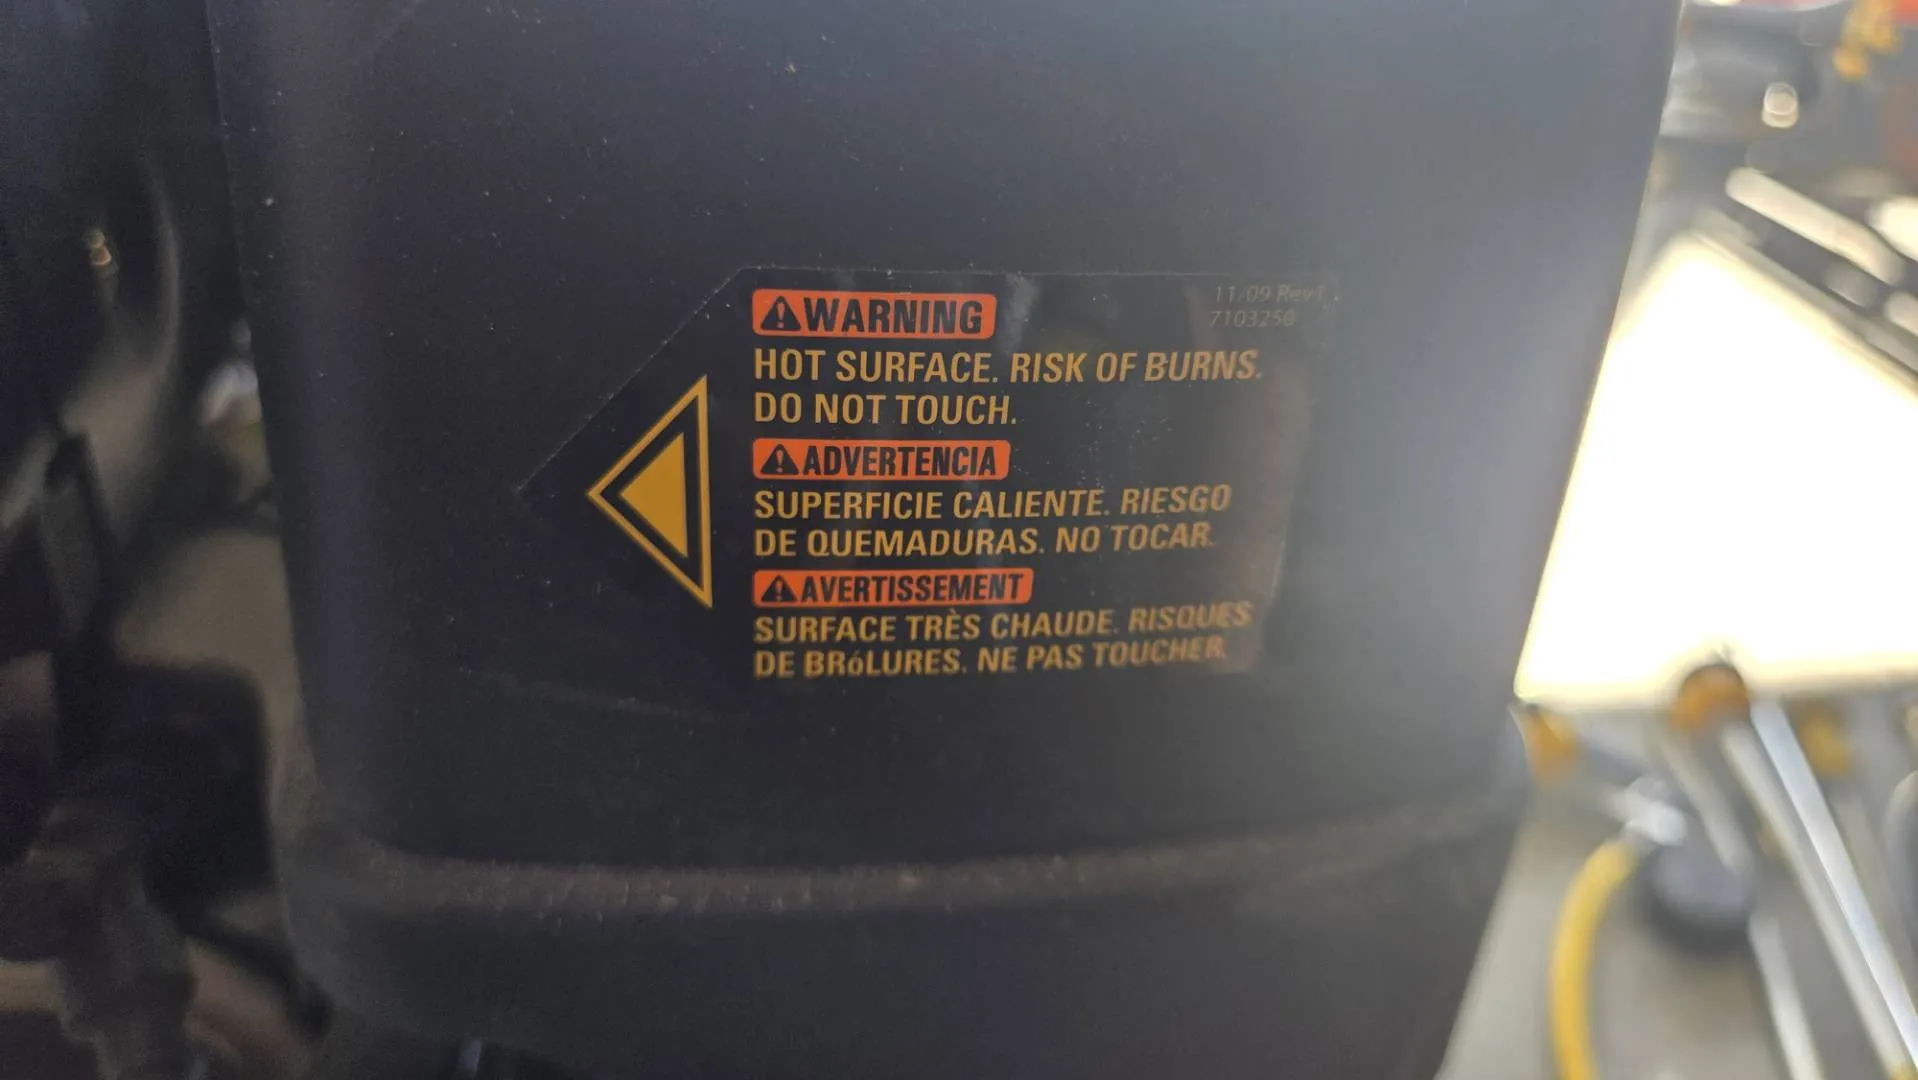 11/09 Rev1
7103250
WARNING
HOT SURFACE. RISK OF BURNS.
DO NOT TOUCH.
ADVERTENCIA
SUPERFICIE CALIENTE. RIESGO
DE QUEMADURAS. NO TOCAR.
AVERTISSEMENT
SURFACE TRÈS CHAUDE. RISQUES
DE BRóLURES. NE PAS TOUCHER.